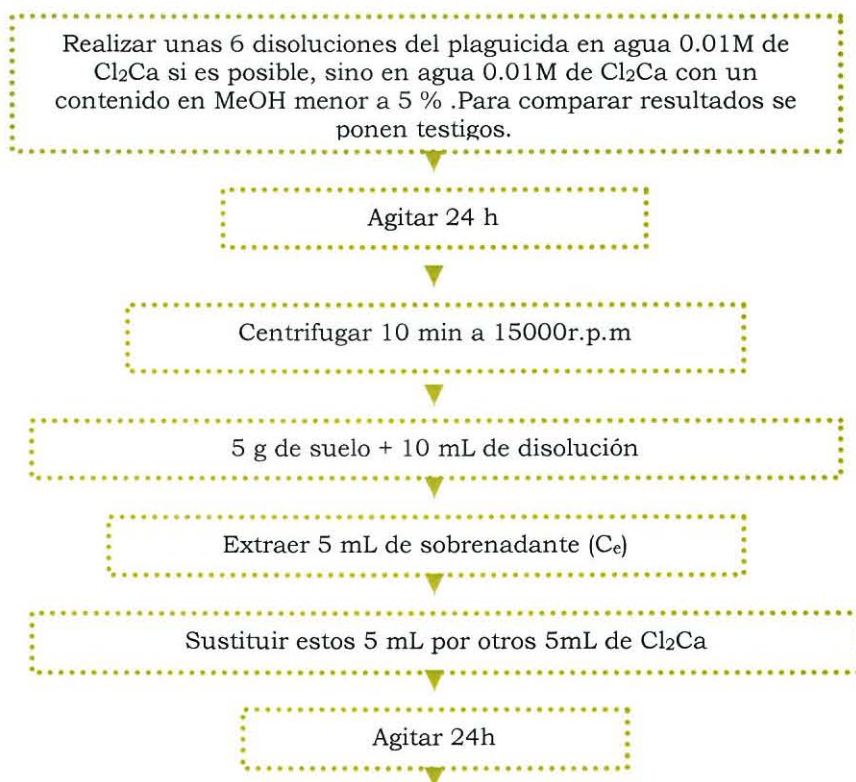 Realizar unas 6 disoluciones del plaguicida en agua 0.01M de
Cl₂Ca si es posible, sino en agua 0.01M de Cl₂Ca con un
contenido en MeOH menor a 5 % .Para comparar resultados se
ponen testigos.
Agitar 24 h
Centrifugar 10 min a 15000r.p.m
5 g de suelo + 10 mL de disolución
Extraer 5 mL de sobrenadante (Cₑ)
Sustituir estos 5 mL por otros 5mL de Cl₂Ca
Agitar 24h